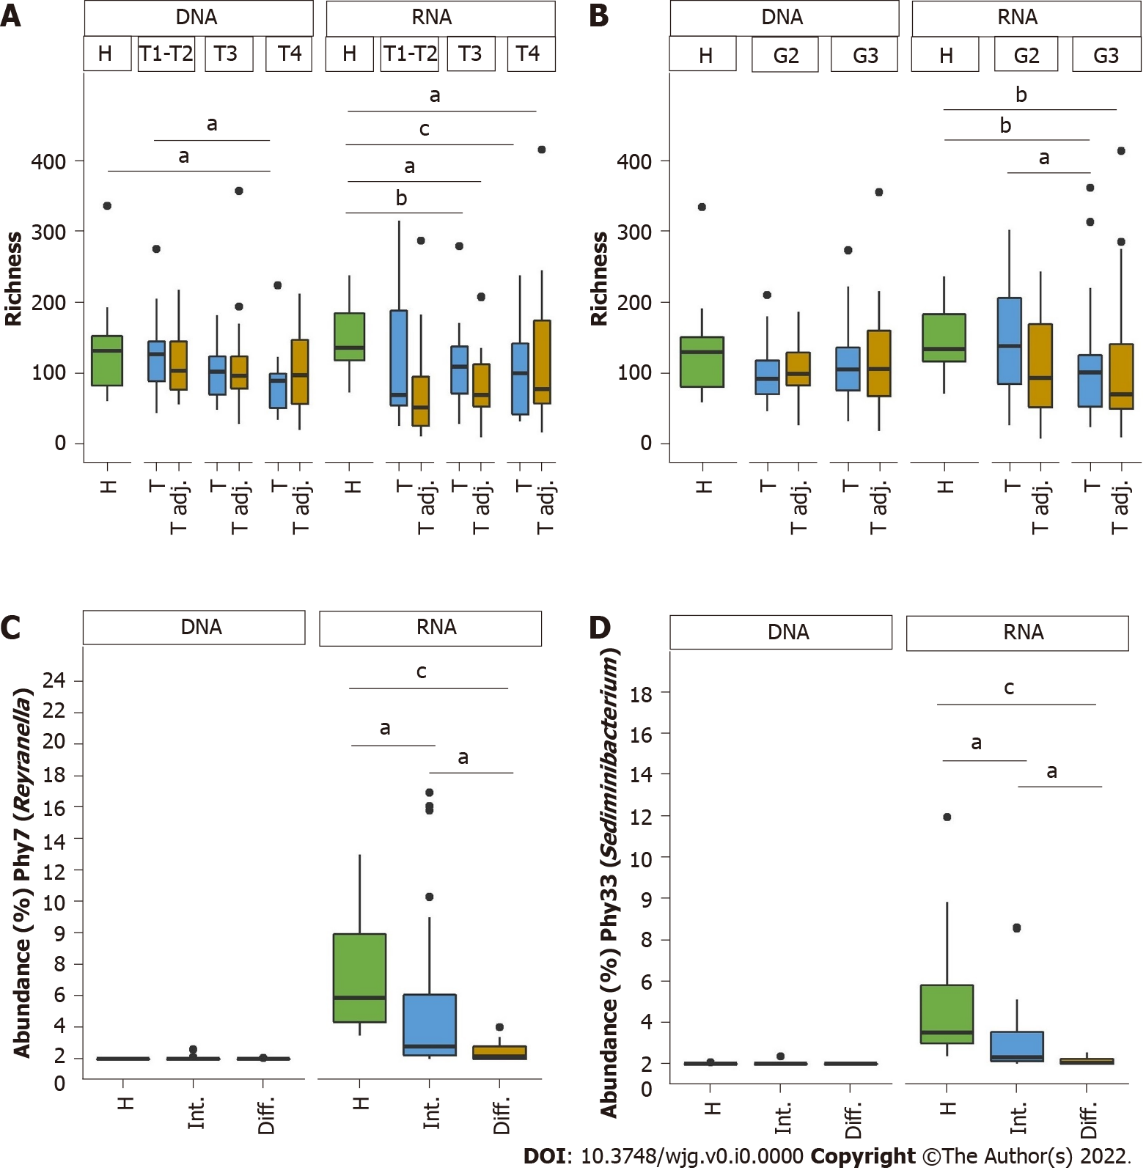 A
DNA
RNA
H
T1-T2
T3
T4
H
T1-T2
T3
T4
a
a
a
c
a
b
Richness
400
300
200
100
0
H
T
T adj.
T
T adj.
T
T adj.
H
T
T adj.
T
T adj.
T
T adj.
B
DNA
RNA
H
G2
G3
H
G2
G3
b
b
a
Richness
400
300
200
100
0
H
T
T adj.
T
T adj.
H
T
T adj.
T
T adj.
C
DNA
RNA
c
a
a
Abundance (%) Phy7 (Reyranella)
24
22
20
18
16
14
12
10
9
8
6
4
2
0
H
Int.
Diff.
H
Int.
Diff.
D
DNA
RNA
c
a
a
Abundance (%) Phy33 (Sediminibacterium)
18
16
14
12
10
9
8
6
4
2
0
H
Int.
Diff.
H
Int.
Diff.
DOI: 10.3748/wjg.v0.i0.0000 Copyright ©The Author(s) 2022.